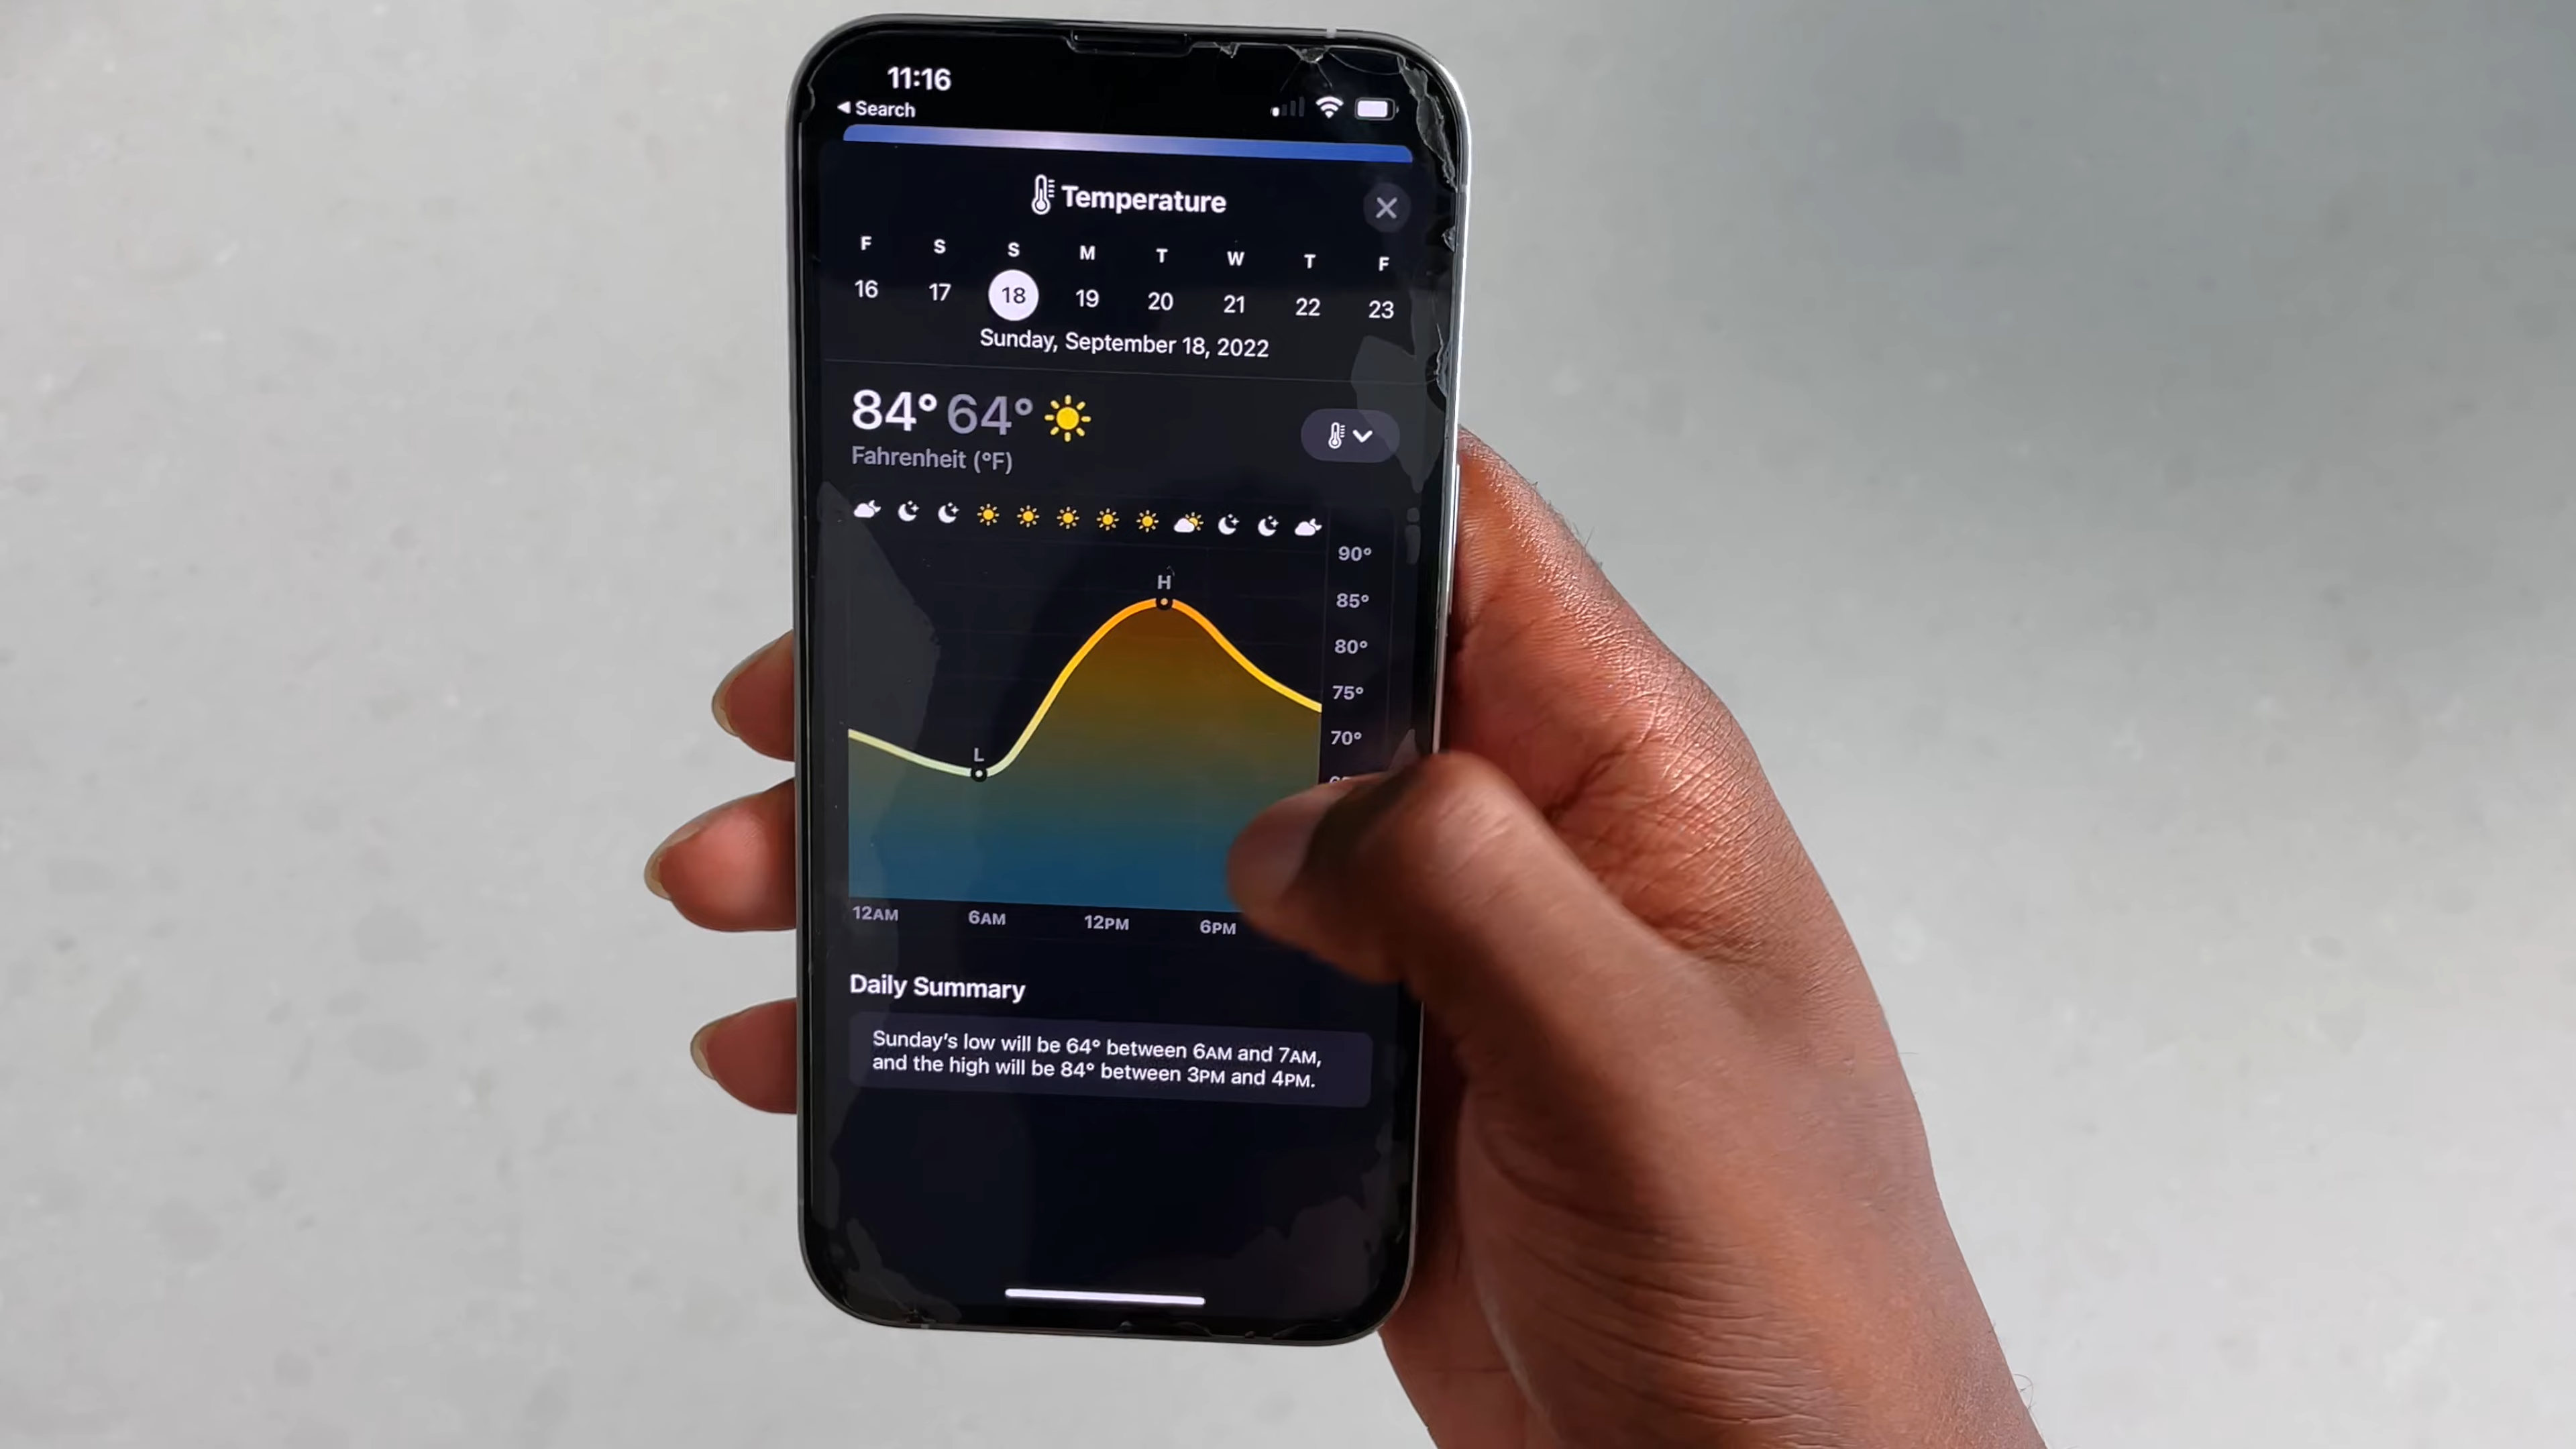 11:16
Search
Temperature
F S S M T W T F
16 17 18 19 20 21 22 23
Sunday, September 18, 2022
84° 64°
Fahrenheit (°F)
90°
H
85°
80°
75°
70°
L
12AM 6AM 12PM 6PM
Daily Summary
Sunday's low will be 64° between 6AM and 7AM,
and the high will be 84° between 3PM and 4PM.